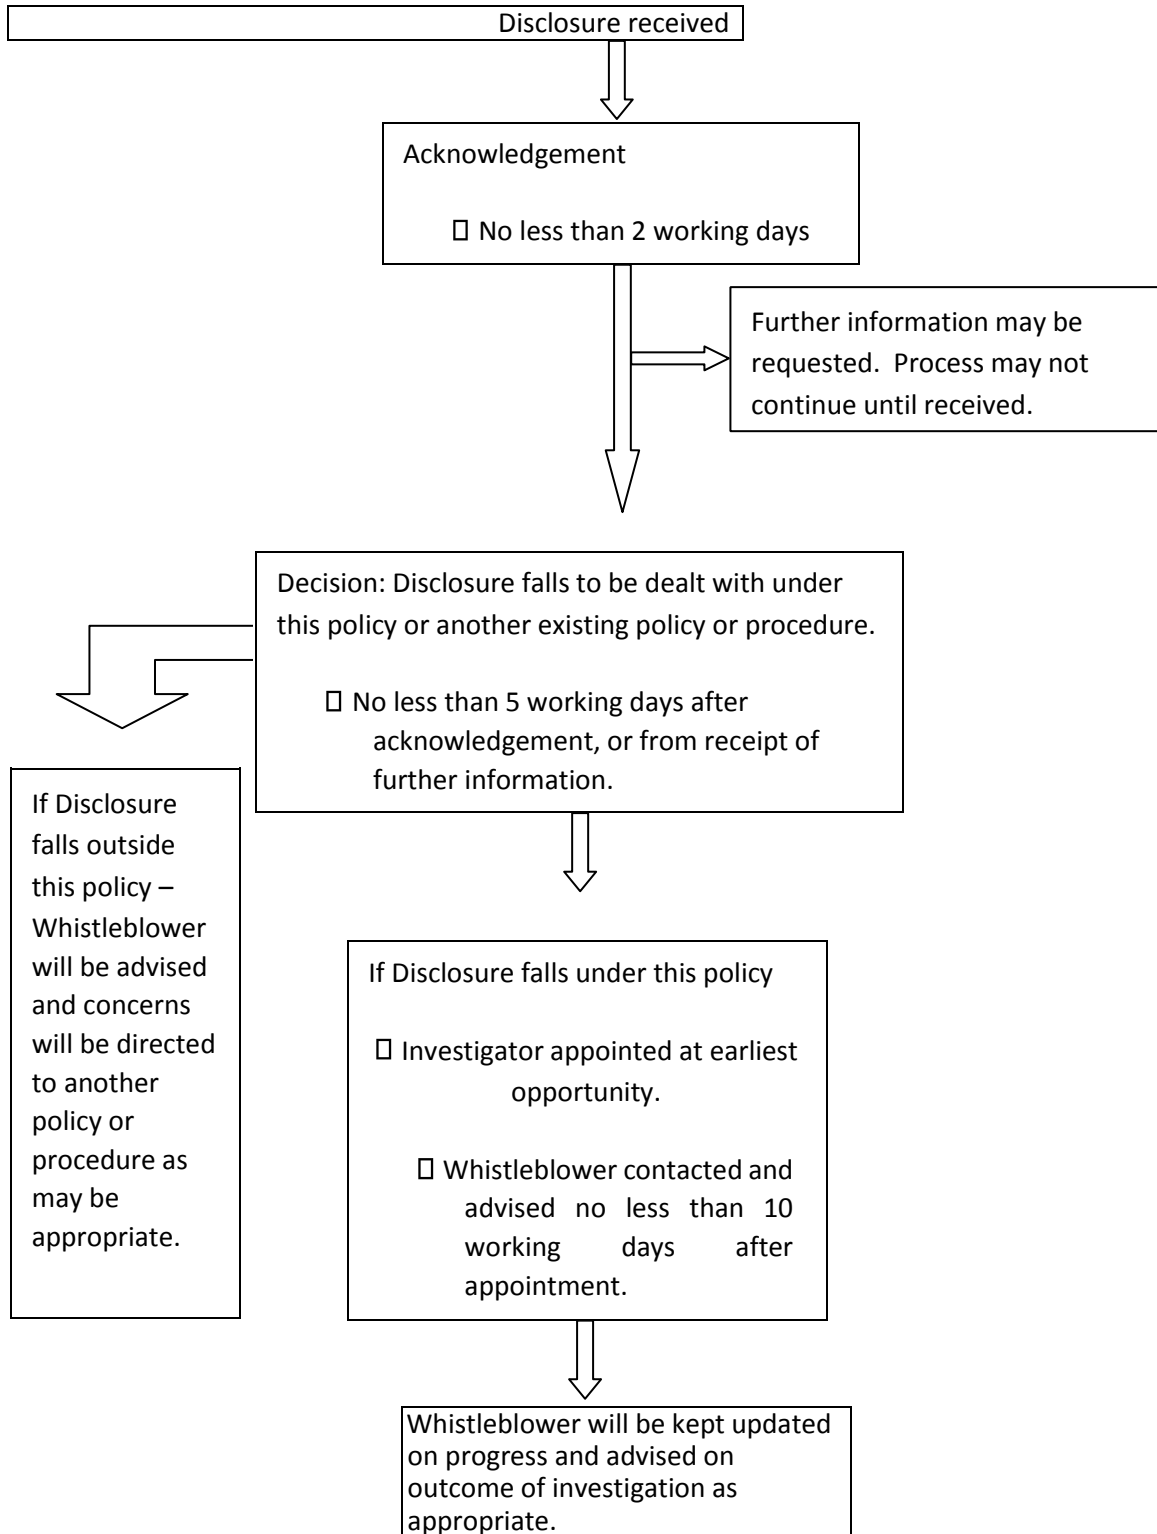 Disclosure received
Acknowledgement
▯ No less than 2 working days
Further information may be
requested.  Process may not
continue until received.
Decision: Disclosure falls to be dealt with under
this policy or another existing policy or procedure.
▯ No less than 5 working days after
acknowledgement, or from receipt of
further information.
If Disclosure
falls outside
this policy –
Whistleblower
will be advised
and concerns
will be directed
to another
policy or
procedure as
may be
appropriate.
If Disclosure falls under this policy
▯ Investigator appointed at earliest
opportunity.
▯ Whistleblower contacted and
advised no less than 10
working days after
appointment.
Whistleblower will be kept updated
on progress and advised on
outcome of investigation as
appropriate.